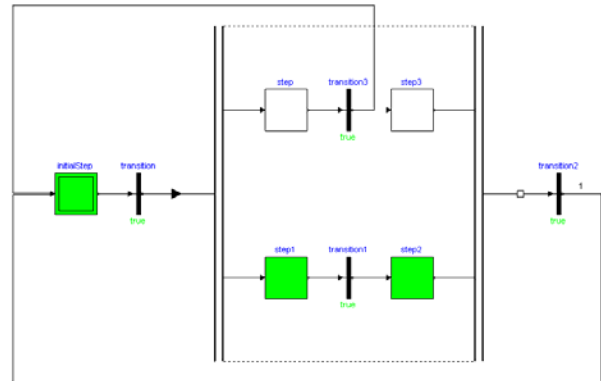 step
transition3
step3
true
initialStep
transition
true
transition2
1
true
step1
transition1
step2
true